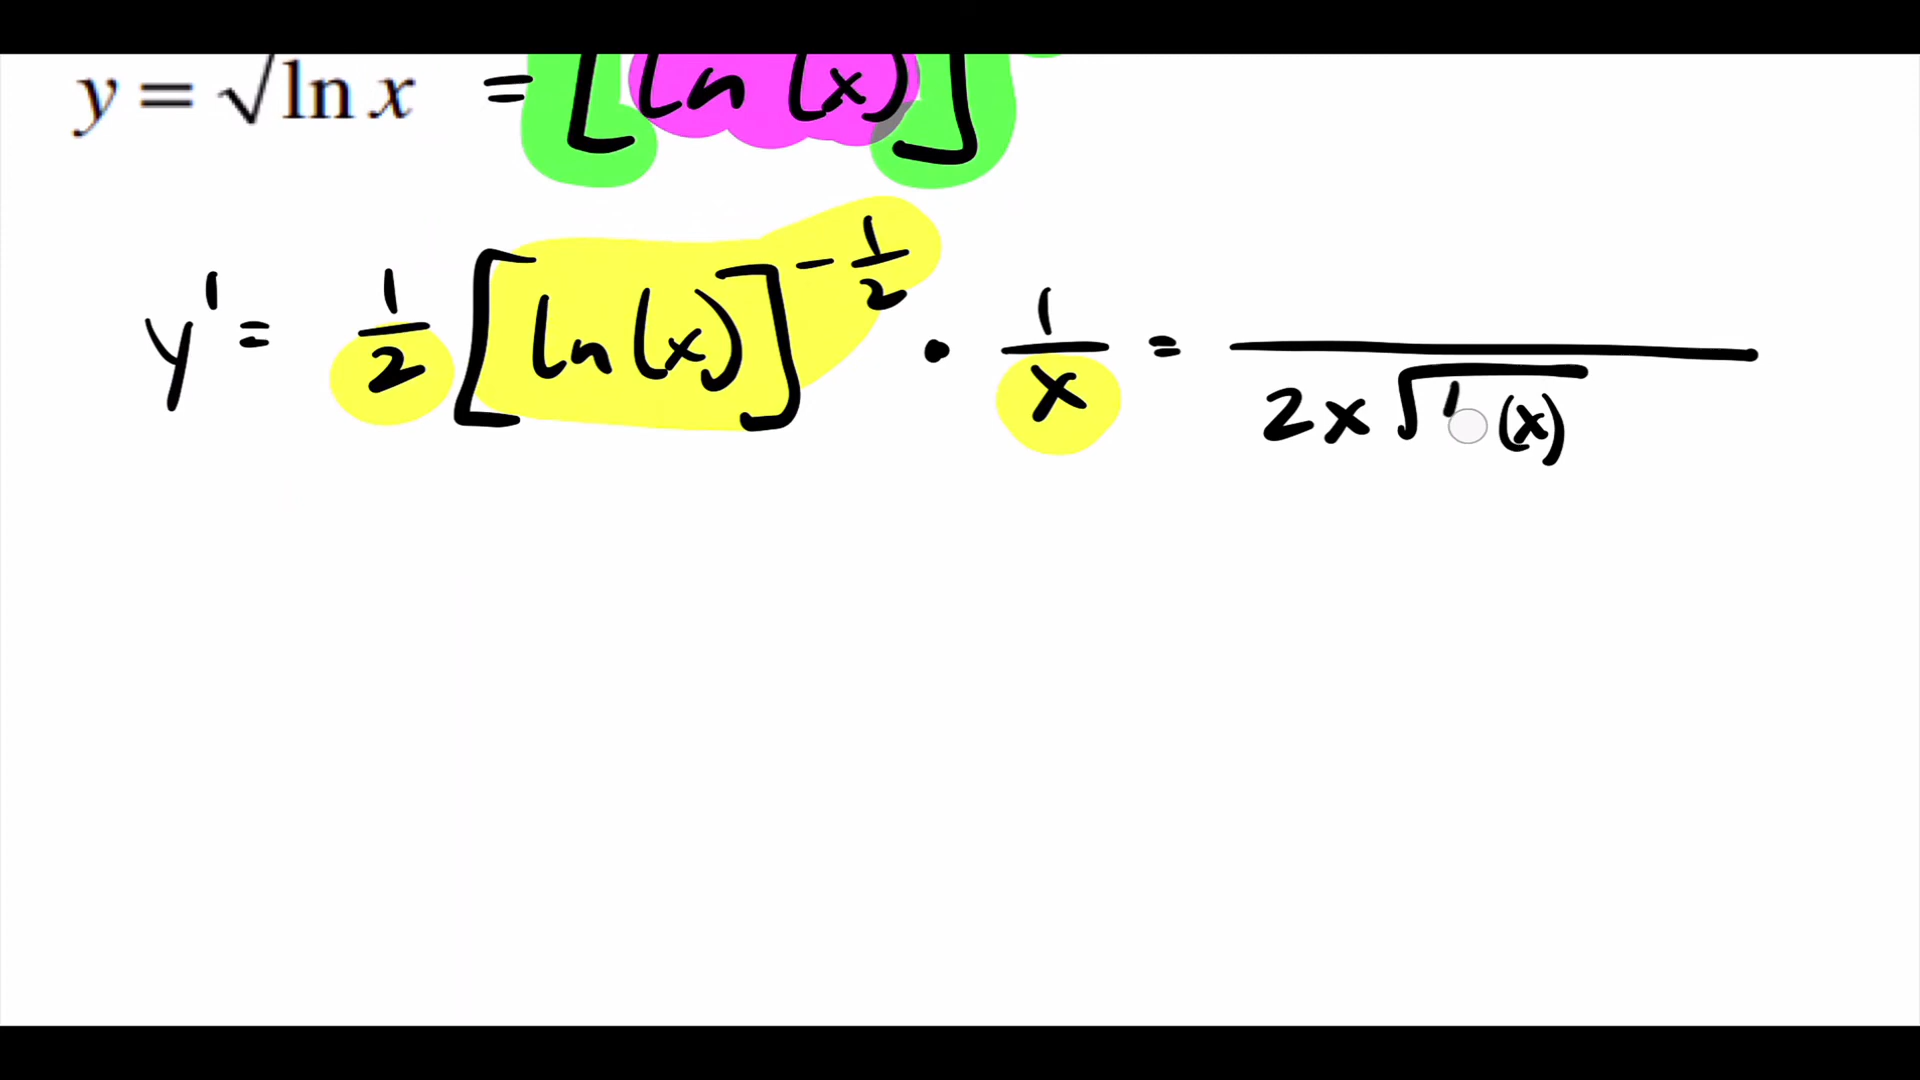 y = √ln x = [ln (x)]
y' = 1/2 [ln(x)]^-1/2 • 1/x = /2x√(x)